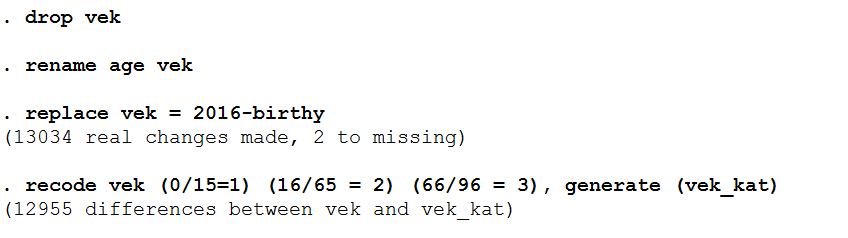 . drop vek
. rename age vek
. replace vek = 2016-birthy
(13034 real changes made, 2 to missing)
. recode vek (0/15=1) (16/65 = 2) (66/96 = 3), generate (vek_kat)
(12955 differences between vek and vek_kat)